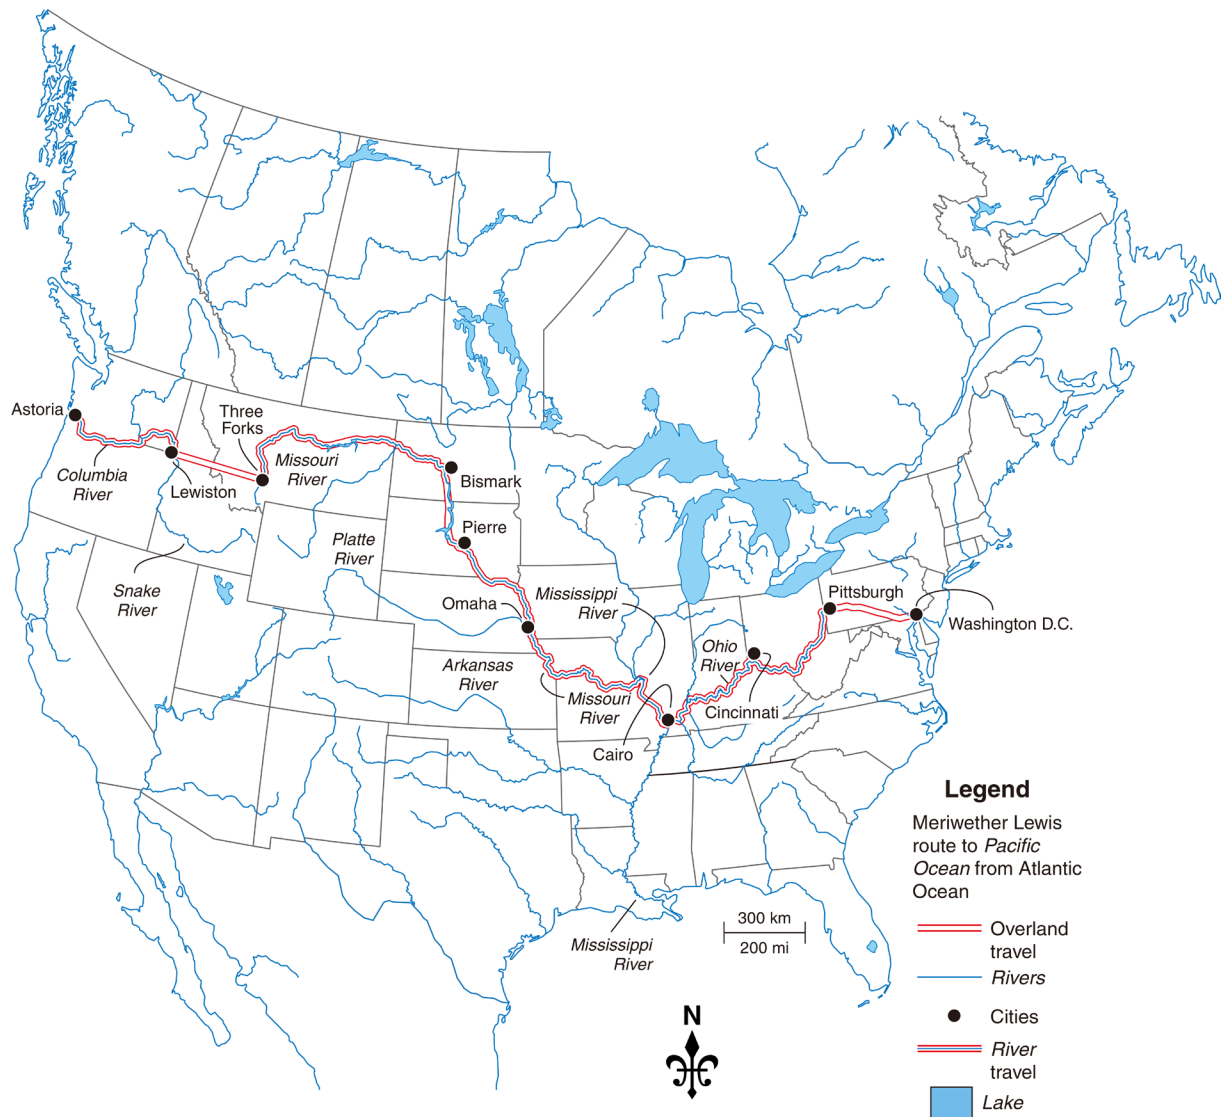 Astoria
Three
Forks
Missouri
River
Columbia
River
Lewiston
Bismark
Pierre
Platte
River
Snake
River
Omaha
Mississippi
River
Pittsburgh
Washington D.C.
Ohio
River
Arkansas
River
Missouri
River
Cincinnati
Cairo
Mississippi
River
300 km
200 mi
N
Legend
Meriwether Lewis
route to Pacific
Ocean from Atlantic
Ocean
Overland
travel
Rivers
Cities
River
travel
Lake